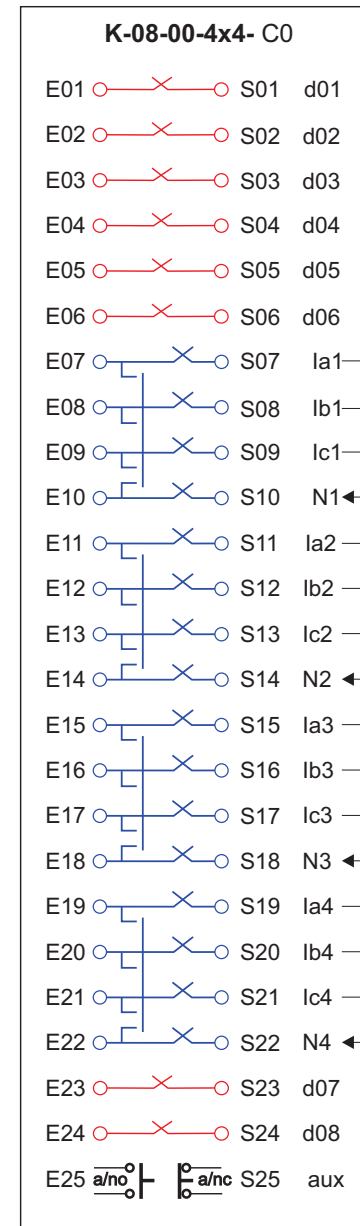 K-08-00-4x4- C0
E01 S01 d01
E02 S02 d02
E03 S03 d03
E04 S04 d04
E05 S05 d05
E06 S06 d06
E07 S07 Ia1
E08 S08 Ib1
E09 S09 Ic1
E10 S10 N1
E11 S11 Ia2
E12 S12 Ib2
E13 S13 Ic2
E14 S14 N2
E15 S15 Ia3
E16 S16 Ib3
E17 S17 Ic3
E18 S18 N3
E19 S19 Ia4
E20 S20 Ib4
E21 S21 Ic4
E22 S22 N4
E23 S23 d07
E24 S24 d08
E25 a/no a/nc S25 aux